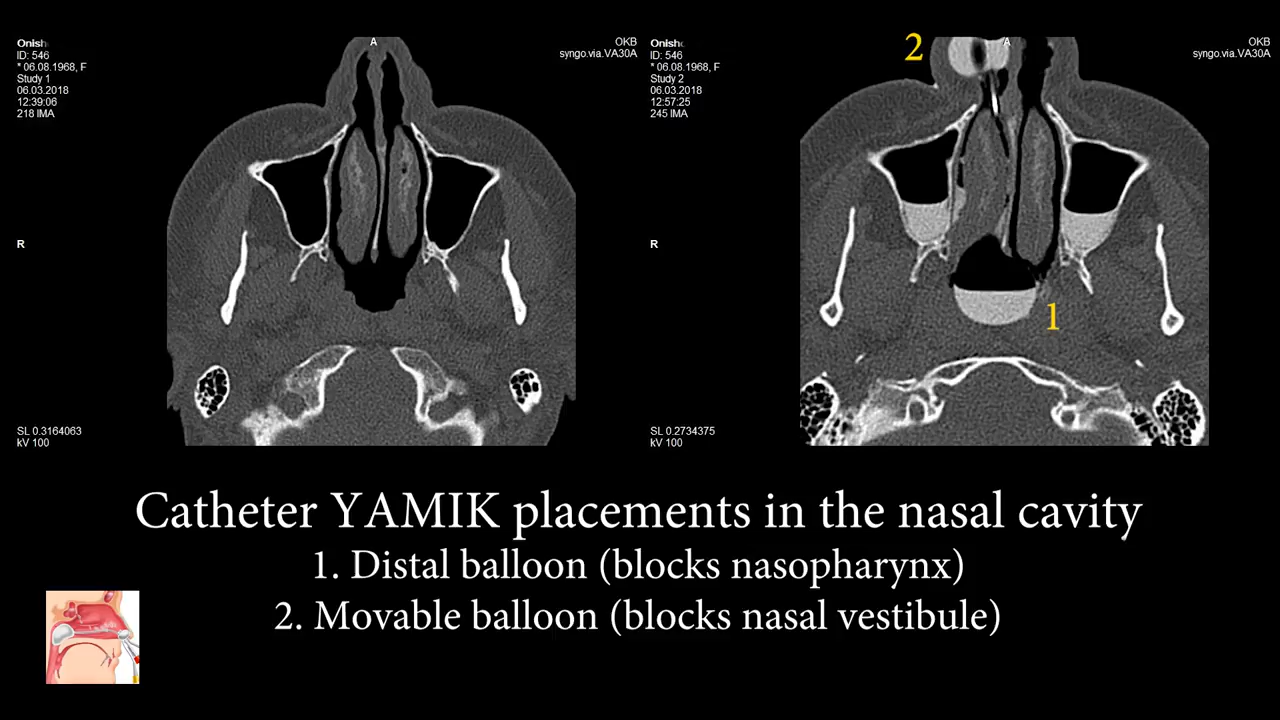 ID: 546
* 06.08.1968, F
Study 1
06.03.2018
12:39:06
218 IMA
A
OKB
syngo.via.VA30A
R
SL 0.3164063
kV 100
ID: 546
* 06.08.1968, F
Study 2
06.03.2018
12:57:25
245 IMA
2
A
OKB
syngo.via.VA30A
R
1
SL 0.2734375
kV 100
Catheter YAMIK placements in the nasal cavity
1. Distal balloon (blocks nasopharynx)
2. Movable balloon (blocks nasal vestibule)